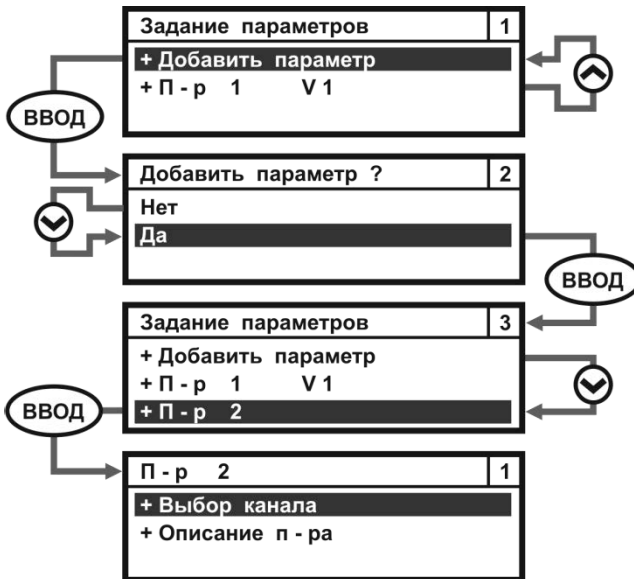 Задание параметров 1
+ Добавить параметр
+ П - р 1 V 1
ВВОД
Добавить параметр ? 2
Нет
Да
ВВОД
Задание параметров 3
+ Добавить параметр
+ П - р 1 V 1
+ П - р 2
ВВОД
П - р 2 1
+ Выбор канала
+ Описание п - ра